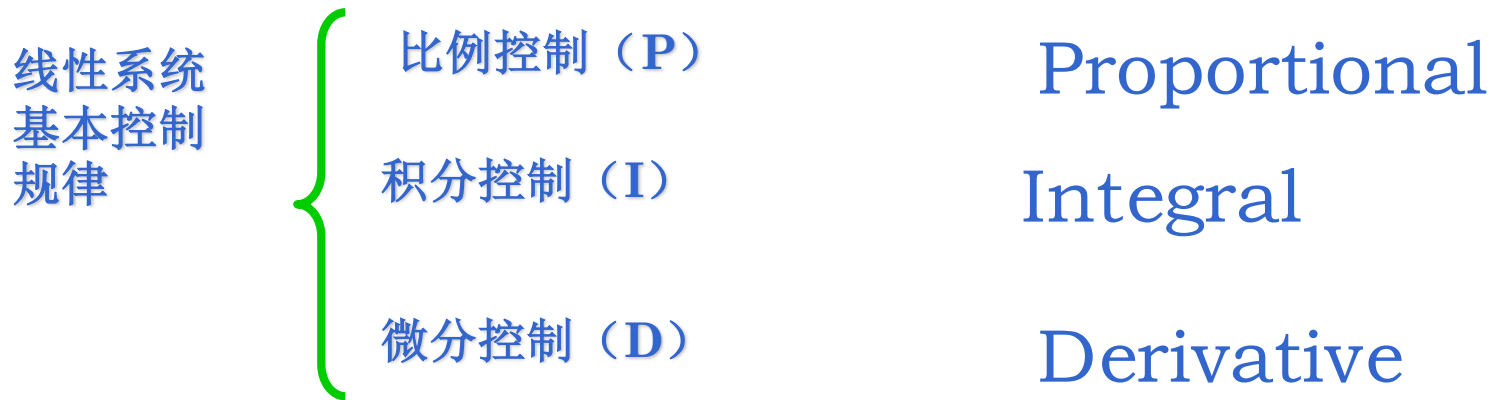 线性系统
基本控制
规律
比例控制（P） Proportional
积分控制（I） Integral
微分控制（D） Derivative